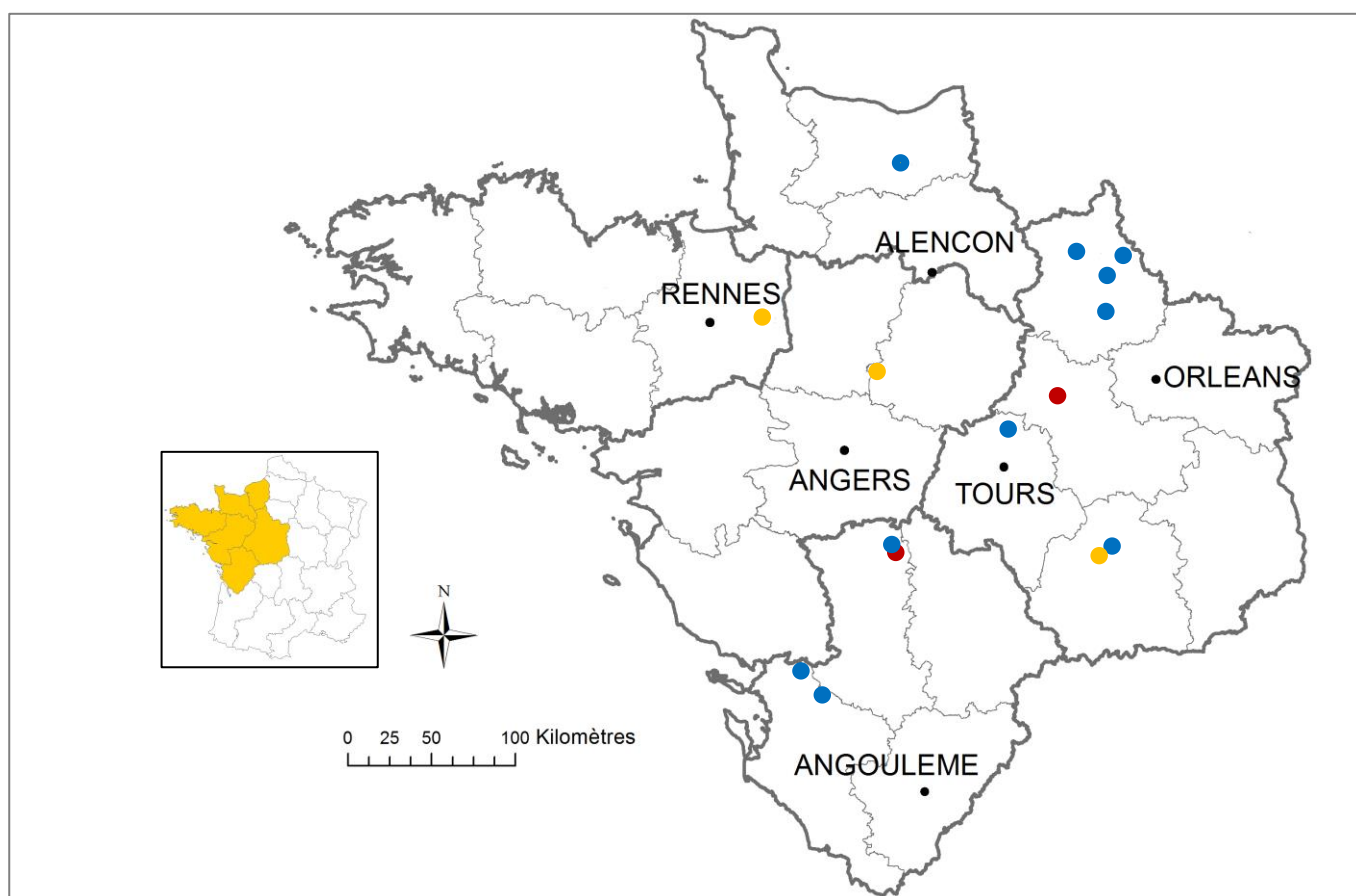 ALENCON
RENNES
ORLEANS
ANGERS
TOURS
N
0 25 50 100 Kilomètres
ANGOULEME